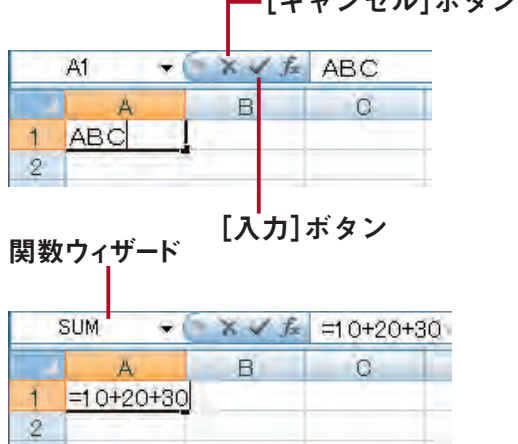 [キャンセル]ボタン
A1 ABC
A B C
1 ABC
2
[入力]ボタン
関数ウィザード
SUM fx =10+20+30
A B C
1 =10+20+30
2